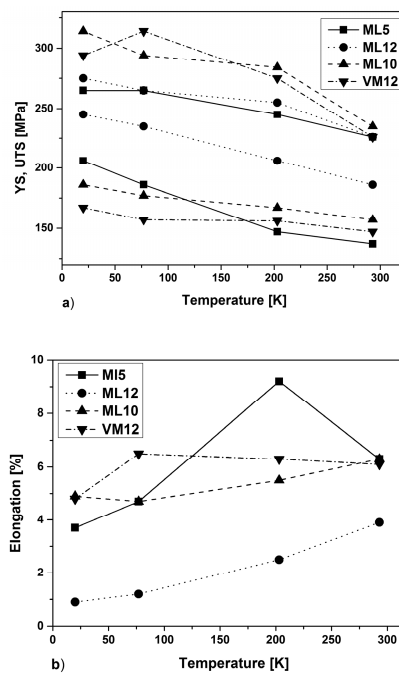 300
250
200
150
YS, UTS [MPa]
ML5
ML12
ML10
VM12
0 50 100 150 200 250 300
Temperature [K]
a)
10
8
6
4
2
0
Elongation [%]
MI5
ML12
ML10
VM12
0 50 100 150 200 250 300
Temperature [K]
b)